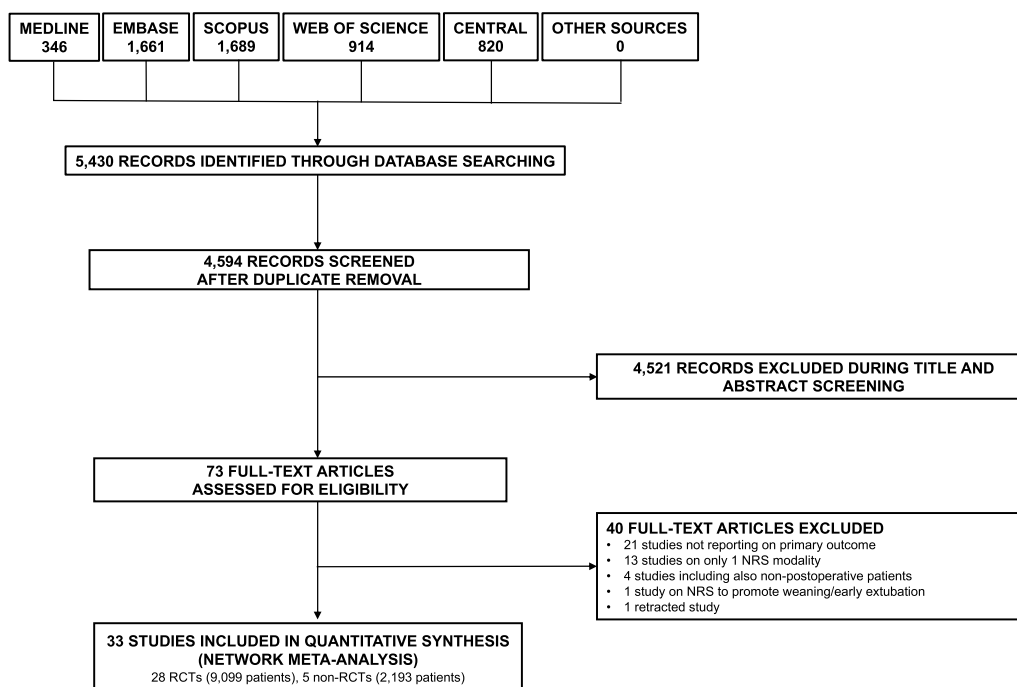 MEDLINE
346
EMBASE
1,661
SCOPUS
1,689
WEB OF SCIENCE
914
CENTRAL
820
OTHER SOURCES
0
5,430 RECORDS IDENTIFIED THROUGH DATABASE SEARCHING
4,594 RECORDS SCREENED
AFTER DUPLICATE REMOVAL
4,521 RECORDS EXCLUDED DURING TITLE AND
ABSTRACT SCREENING
73 FULL-TEXT ARTICLES
ASSESSED FOR ELIGIBILITY
40 FULL-TEXT ARTICLES EXCLUDED
• 21 studies not reporting on primary outcome
• 13 studies on only 1 NRS modality
• 4 studies including also non-postoperative patients
• 1 study on NRS to promote weaning/early extubation
• 1 retracted study
33 STUDIES INCLUDED IN QUANTITATIVE SYNTHESIS
(NETWORK META-ANALYSIS)
28 RCTs (9,099 patients), 5 non-RCTs (2,193 patients)